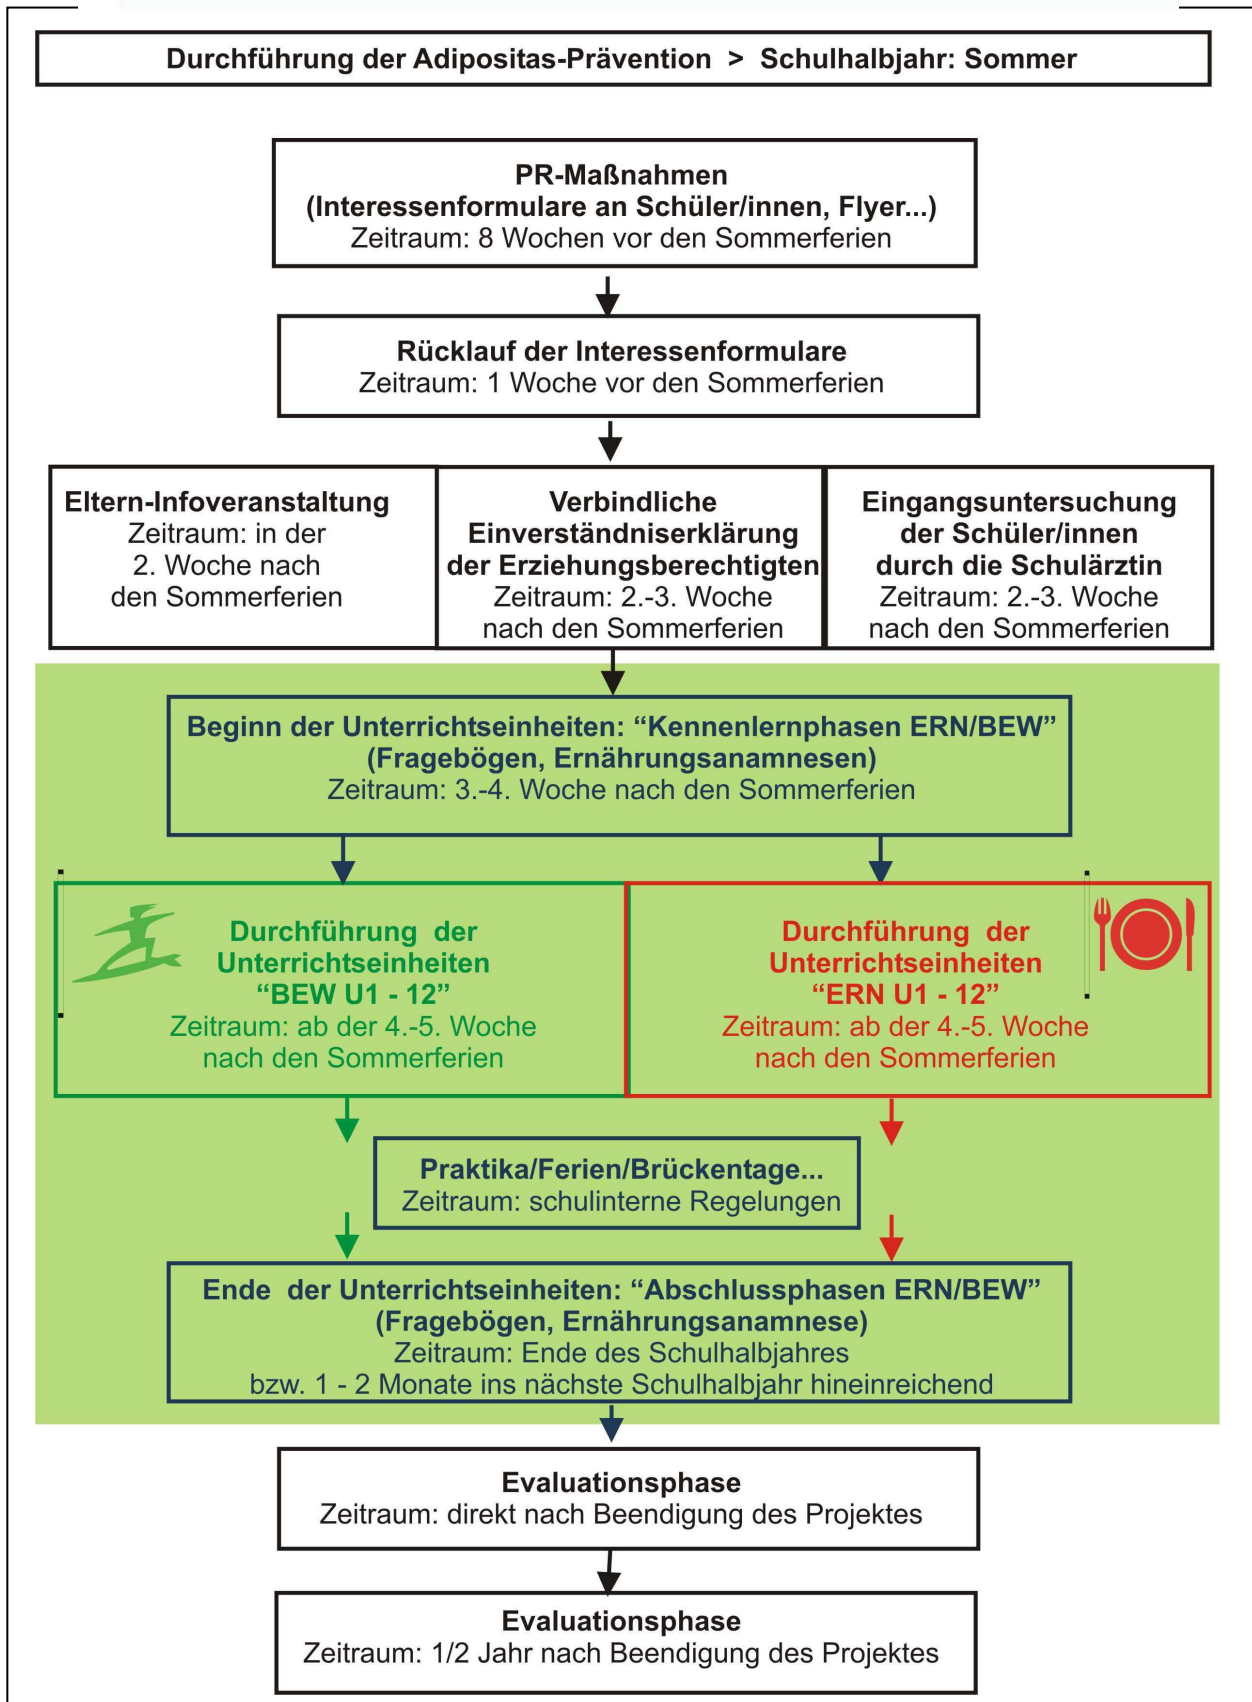 Durchführung der Adipositas-Prävention > Schulhalbjahr: Sommer
PR-Maßnahmen
(Interessenformulare an Schüler/innen, Flyer...)
Zeitraum: 8 Wochen vor den Sommerferien
Rücklauf der Interessenformulare
Zeitraum: 1 Woche vor den Sommerferien
Eltern-Infoveranstaltung
Zeitraum: in der
2. Woche nach
den Sommerferien
Verbindliche
Einverständniserklärung
der Erziehungsberechtigten
Zeitraum: 2.-3. Woche
nach den Sommerferien
Eingangsuntersuchung
der Schüler/innen
durch die Schulärztin
Zeitraum: 2.-3. Woche
nach den Sommerferien
Beginn der Unterrichtseinheiten: “Kennenlernphasen ERN/BEW”
(Fragebögen, Ernährungsanamnesen)
Zeitraum: 3.-4. Woche nach den Sommerferien
Durchführung der
Unterrichtseinheiten
“BEW U1 - 12”
Zeitraum: ab der 4.-5. Woche
nach den Sommerferien
Durchführung der
Unterrichtseinheiten
“ERN U1 - 12”
Zeitraum: ab der 4.-5. Woche
nach den Sommerferien
Praktika/Ferien/Brückentage...
Zeitraum: schulinterne Regelungen
Ende der Unterrichtseinheiten: “Abschlussphasen ERN/BEW”
(Fragebögen, Ernährungsanamnese)
Zeitraum: Ende des Schulhalbjahres
bzw. 1 - 2 Monate ins nächste Schulhalbjahr hineinreichend
Evaluationsphase
Zeitraum: direkt nach Beendigung des Projektes
Evaluationsphase
Zeitraum: 1/2 Jahr nach Beendigung des Projektes